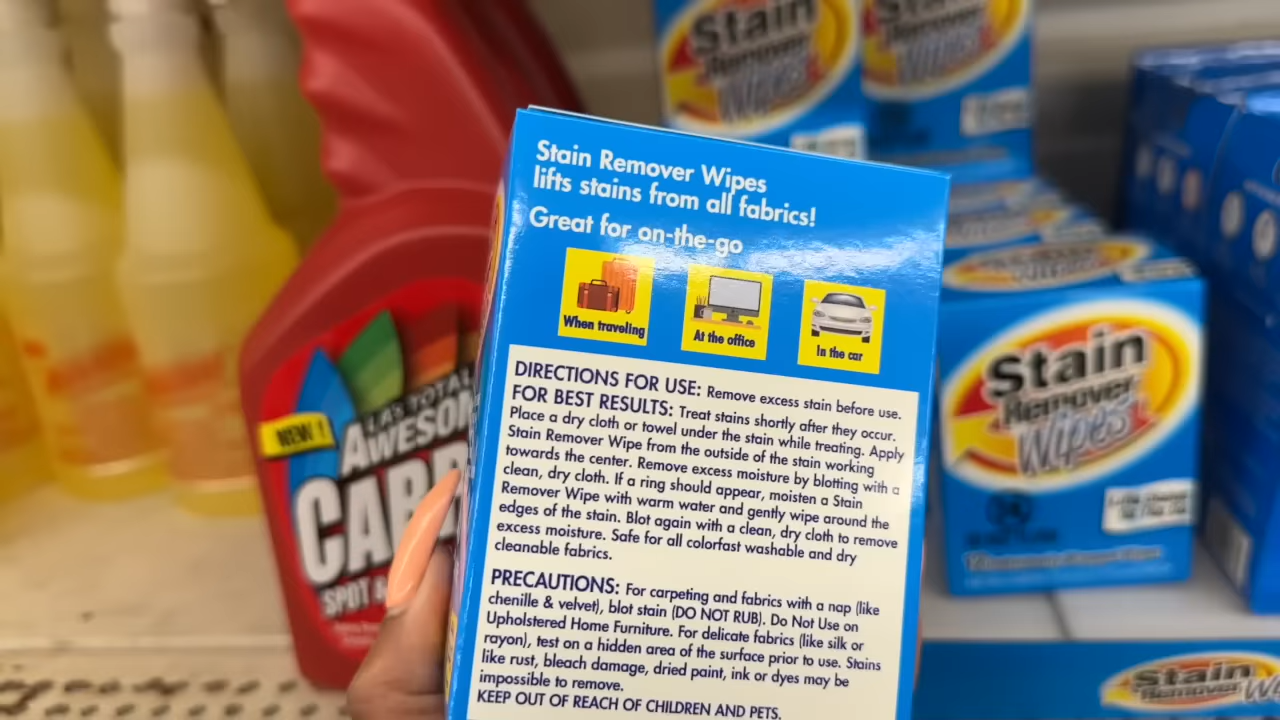 Stain Remover Wipes
lifts stains from all fabrics!
Great for on-the-go
When traveling
At the office
In the car
DIRECTIONS FOR USE: Remove excess stain before use.
FOR BEST RESULTS: Treat stains shortly after they occur.
Place a dry cloth or towel under the stain while treating. Apply
Stain Remover Wipe from the outside of the stain working
towards the center. Remove excess moisture by blotting with a
clean, dry cloth. If a ring should appear, moisten a Stain
Remover Wipe with warm water and gently wipe around the
edges of the stain. Blot again with a clean, dry cloth to remove
excess moisture. Safe for all colorfast washable and dry
cleanable fabrics.
PRECAUTIONS: For carpeting and fabrics with a nap (like
chenille & velvet), blot stain (DO NOT RUB). Do Not Use on
Upholstered Home Furniture. For delicate fabrics (like silk or
rayon), test on a hidden area of the surface prior to use. Stains
like rust, bleach damage, dried paint, ink or dyes may be
impossible to remove.
KEEP OUT OF REACH OF CHILDREN AND PETS.
NEW!
LA'S TOTALLY
AWESOM
CARP
SPOT &
Stain
Remover
Wipes
Stain
Remover
Wipes
Stain
Remover
Wipes
Stain
Remover